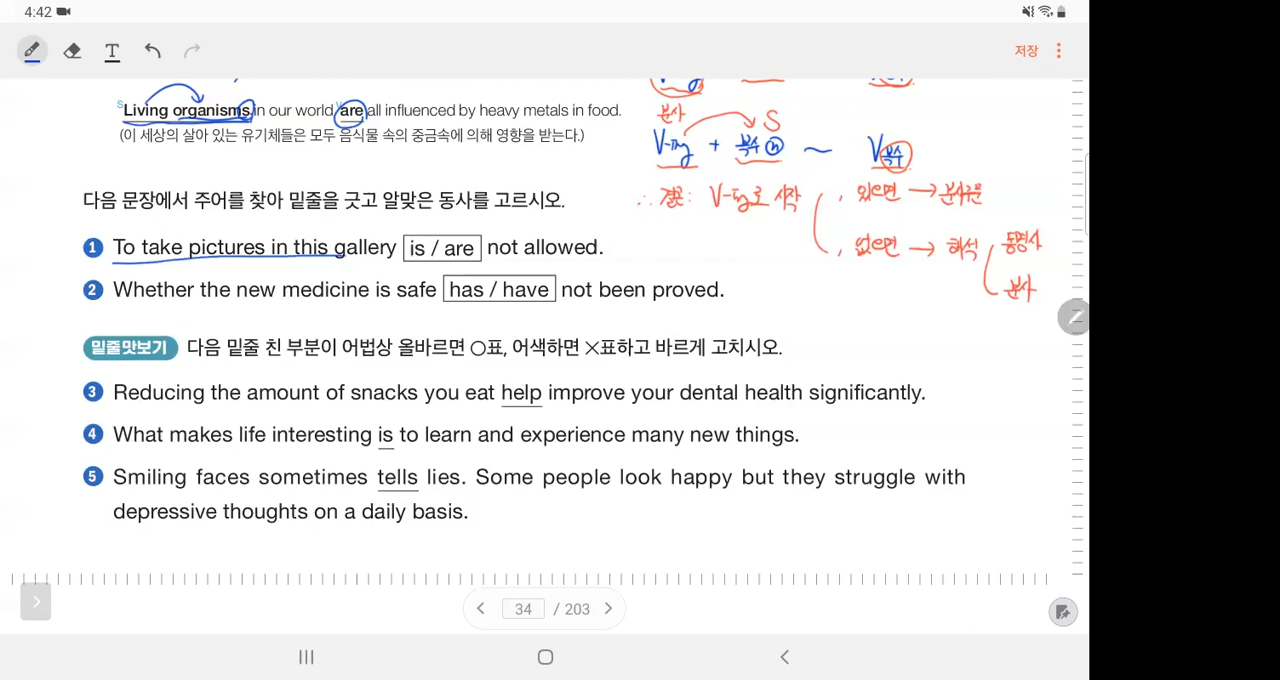 4:42
T
저장
S
Living organisms in our world are all influenced by heavy metals in food.
(이 세상의 살아 있는 유기체들은 모두 음식물 속의 중금속에 의해 영향을 받는다.)
분사
S
V-ing + 복수 n ~ V복수
∴ 결론: V-ing로 시작
, 있으면 → 분사구문
, 없으면 → 해석
동명사
분사
다음 문장에서 주어를 찾아 밑줄을 긋고 알맞은 동사를 고르시오.
1 To take pictures in this gallery is / are not allowed.
2 Whether the new medicine is safe has / have not been proved.
밑줄맛보기 다음 밑줄 친 부분이 어법상 올바르면 ○표, 어색하면 ×표하고 바르게 고치시오.
3 Reducing the amount of snacks you eat help improve your dental health significantly.
4 What makes life interesting is to learn and experience many new things.
5 Smiling faces sometimes tells lies. Some people look happy but they struggle with
depressive thoughts on a daily basis.
34 / 203